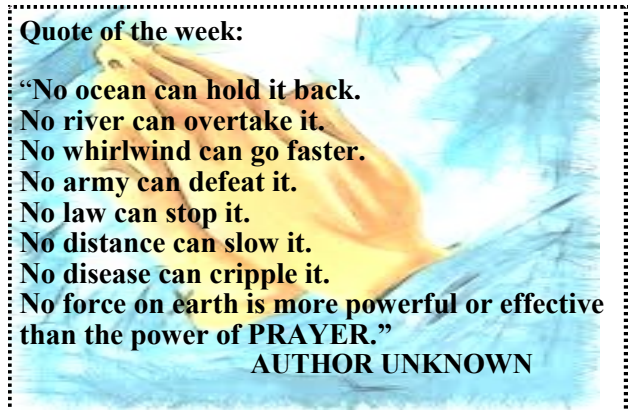 Quote of the week:
“No ocean can hold it back.
No river can overtake it.
No whirlwind can go faster.
No army can defeat it.
No law can stop it.
No distance can slow it.
No disease can cripple it.
No force on earth is more powerful or effective
than the power of PRAYER.”
AUTHOR UNKNOWN